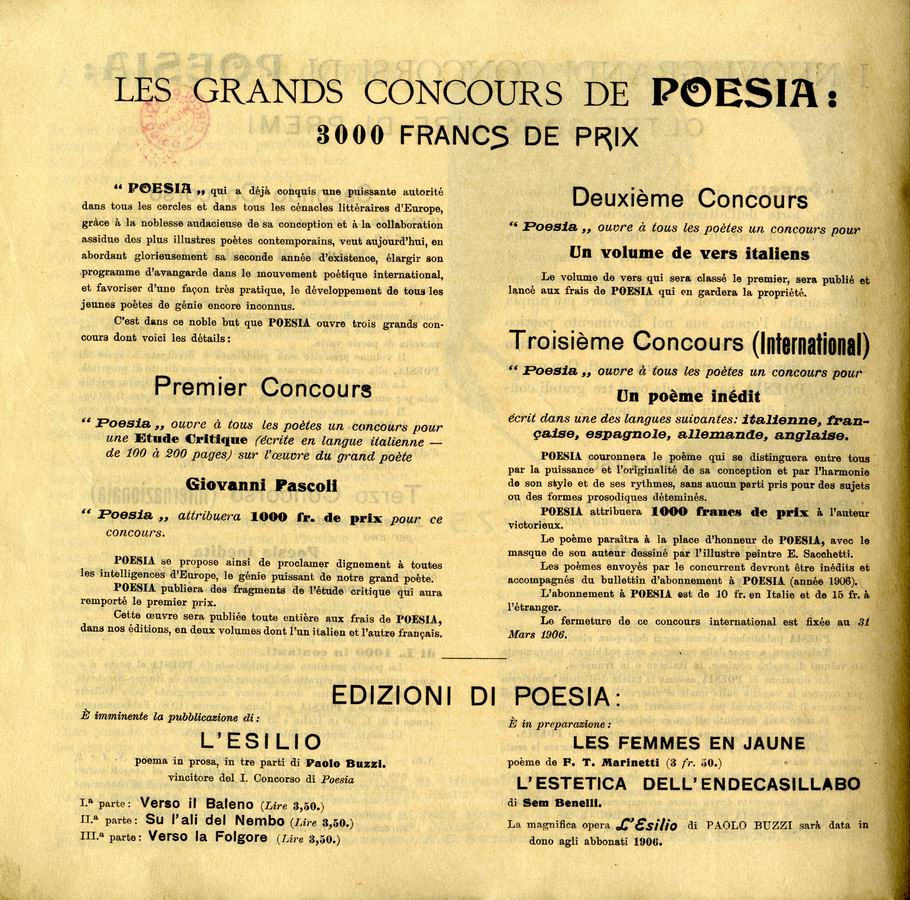 LES GRANDS CONCOURS DE POESIA:
3000 FRANCS DE PRIX
“ POESIA „ qui a déjà conquis une puissante autorité
dans tous les cercles et dans tous les cénacles littéraires d'Europe,
grâce à la noblesse audacieuse de sa conception et à la collaboration
assidue des plus illustres poètes contemporains, veut aujourd'hui, en
abordant glorieusement sa seconde année d'existence, élargir son
programme d'avangarde dans le mouvement poétique international,
et favoriser d'une façon très pratique, le développement de tous les
jeunes poètes de génie encore inconnus.
C'est dans ce noble but que POESIA ouvre trois grands con-
cours dont voici les détails:
Premier Concours
“ Poesia „ ouvre à tous les poètes un concours pour
une Etude Critique (écrite en langue italienne —
de 100 à 200 pages) sur l'œuvre du grand poète
Giovanni Pascoli
“ Poesia „ attribuera 1000 fr. de prix pour ce
concours.
POESIA se propose ainsi de proclamer dignement à toutes
les intelligences d'Europe, le génie puissant de notre grand poète.
POESIA publiera des fragments de l'étude critique qui aura
remporté le premier prix.
Cette œuvre sera publiée toute entière aux frais de POESIA,
dans nos éditions, en deux volumes dont l'un italien et l'autre français.
Deuxième Concours
“ Poesia „ ouvre à tous les poètes un concours pour
Un volume de vers italiens
Le volume de vers qui sera classé le premier, sera publié et
lancé aux frais de POESIA qui en gardera la propriété.
Troisième Concours (International)
“ Poesia „ ouvre à tous les poètes un concours pour
Un poème inédit
écrit dans une des langues suivantes: italienne, fran-
çaise, espagnole, allemande, anglaise.
POESIA couronnera le poème qui se distinguera entre tous
par la puissance et l'originalité de sa conception et par l'harmonie
de son style et de ses rythmes, sans aucun parti pris pour des sujets
ou des formes prosodiques détеminés.
POESIA attribuera 1000 francs de prix à l'auteur
victorieux.
Le poème paraîtra à la place d'honneur de POESIA, avec le
masque de son auteur dessiné par l'illustre peintre E. Sacchetti.
Les poèmes envoyés par le concurrent devront être inédits et
accompagnés du bullettin d'abonnement à POESIA (année 1906).
L'abonnement à POESIA est de 10 fr. en Italie et de 15 fr. à
l'étranger.
Le fermeture de ce concours international est fixée au 31
Mars 1906.
EDIZIONI DI POESIA:
È imminente la pubblicazione di:
L'ESILIO
poema in prosa, in tre parti di Paolo Buzzi.
vincitore del I. Concorso di Poesia
I.ª parte: Verso il Baleno (Lire 3,50.)
II.ª parte: Su l'ali del Nembo (Lire 3,50.)
III.ª parte: Verso la Folgore (Lire 3,50.)
È in preparazione:
LES FEMMES EN JAUNE
poème de F. T. Marinetti (3 fr. 50.)
L'ESTETICA DELL'ENDECASILLABO
di Sem Benelli.
La magnifica opera L'Esilio di PAOLO BUZZI sarà data in
dono agli abbonati 1906.